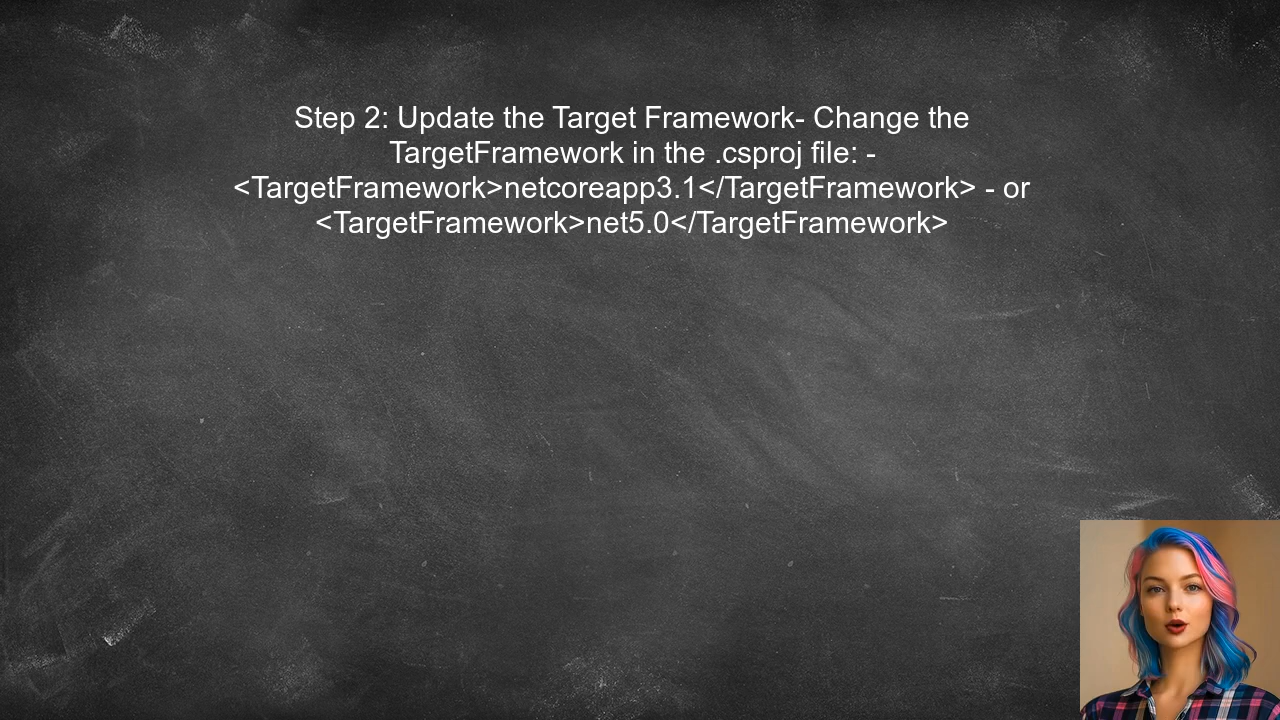 Step 2: Update the Target Framework- Change the
TargetFramework in the .csproj file: -
<TargetFramework>netcoreapp3.1</TargetFramework> - or
<TargetFramework>net5.0</TargetFramework>